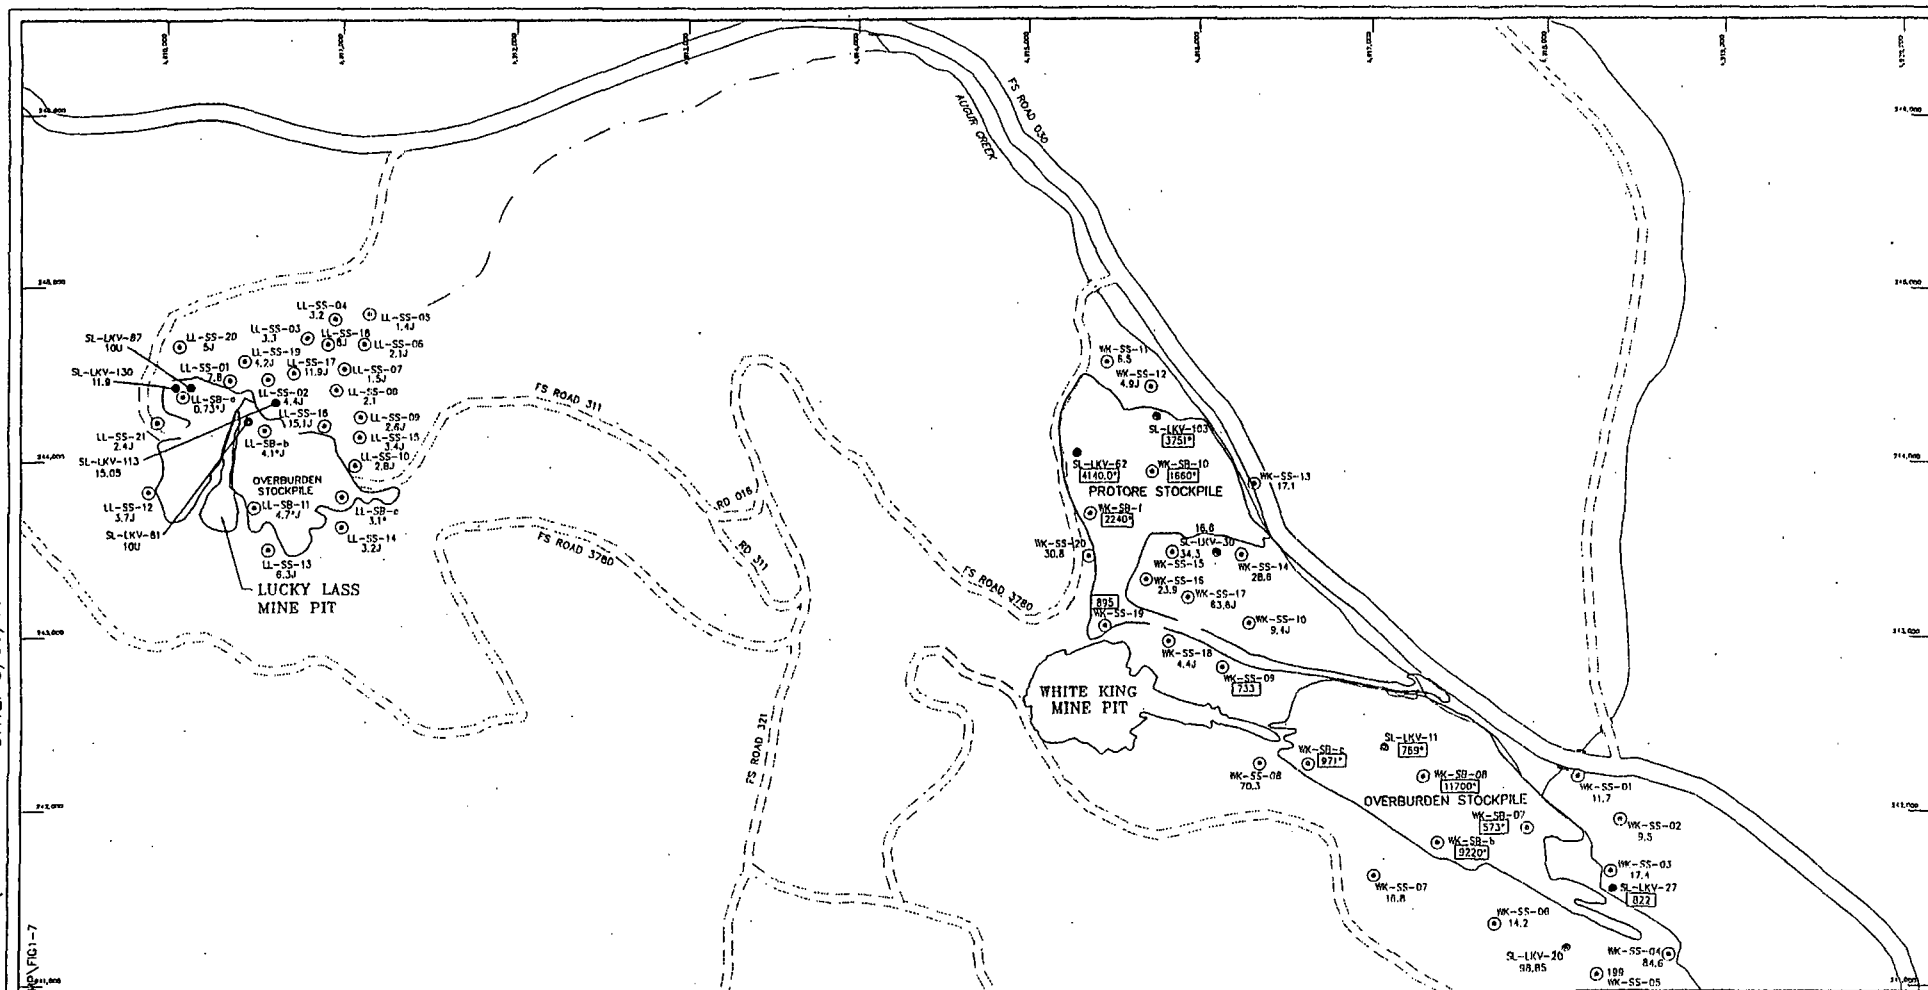 FS ROAD 030
AUGUR CREEK
LL-SS-04
3.2
LL-SS-05
1.4J
LL-SS-03
3.3
LL-SS-18
6J
LL-SS-06
2.1J
SL-LKV-87
10U
LL-SS-20
5J
LL-SS-19
4.2J
LL-SS-17
11.9J
LL-SS-07
1.5J
SL-LKV-130
11.9
LL-SS-01
7.8
LL-SS-02
4.4J
LL-SS-08
2.1
0.73*J
LL-SS-16
15.1J
LL-SS-09
2.6J
LL-SS-15
3.4J
LL-SS-21
2.4J
LL-SB-b
4.1*J
LL-SS-10
2.8J
SL-LKV-113
15.05
OVERBURDEN
STOCKPILE
LL-SS-12
3.7J
LL-SB-11
4.7*J
LL-SB-c
3.1*
SL-LKV-81
10U
LL-SS-14
3.2J
LL-SS-13
6.3J
LUCKY LASS
MINE PIT
FS ROAD 311
FS ROAD 3780
RD 016
RD 311
FS ROAD 321
FS ROAD 3780
WK-SS-11
6.5
WK-SS-12
4.9J
SL-LKV-103
3751*
SL-LKV-62
4140.0*
WK-SB-10
1660*
PROTORE STOCKPILE
WK-SS-13
17.1
WK-SB-f
2240*
WK-SS-20
30.8
16.6
SL-LKV-30
34.3
WK-SS-15
WK-SS-14
28.6
WK-SS-16
23.9
WK-SS-17
63.6J
895
WK-SS-19
WK-SS-10
9.4J
WK-SS-18
4.4J
WK-SS-09
733
WHITE KING
MINE PIT
SL-LKV-11
769*
971*
WK-SS-08
70.3
WK-SB-08
11700*
OVERBURDEN STOCKPILE
WK-SB-07
573*
WK-SB-b
9220*
WK-SS-01
11.7
WK-SS-02
9.5
WK-SS-03
17.4
SL-LKV-27
822
WK-SS-07
WK-SS-06
14.2
SL-LKV-20
98.85
WK-SS-04
84.6
199
WK-SS-05